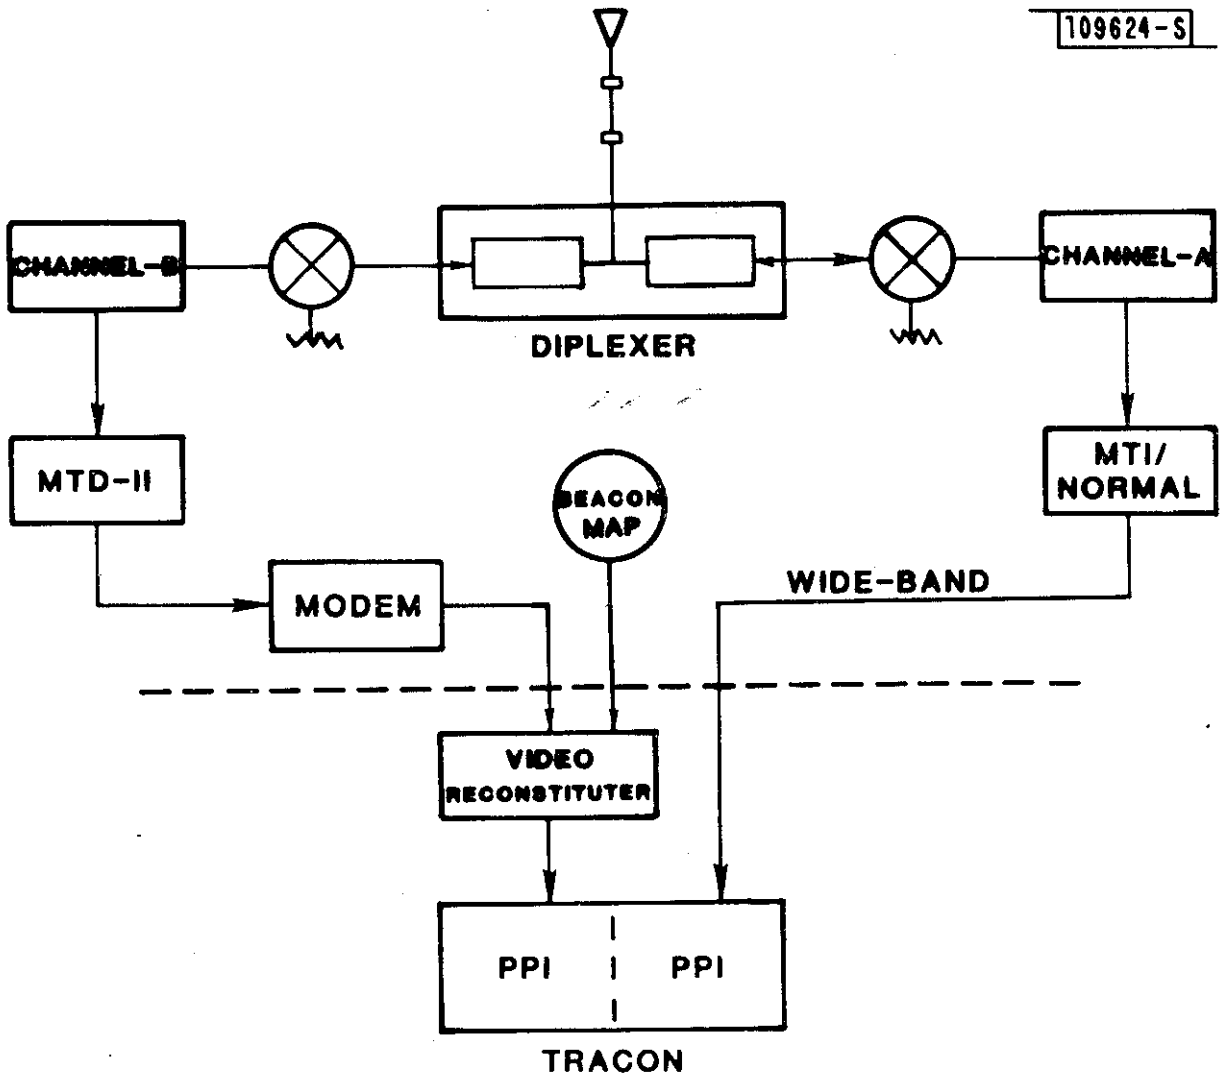 109624-S
CHANNEL-B
CHANNEL-A
DIPLEXER
MTD-II
BEACON
MAP
MTI/
NORMAL
MODEM
WIDE-BAND
VIDEO
RECONSTITUTER
PPI
PPI
TRACON